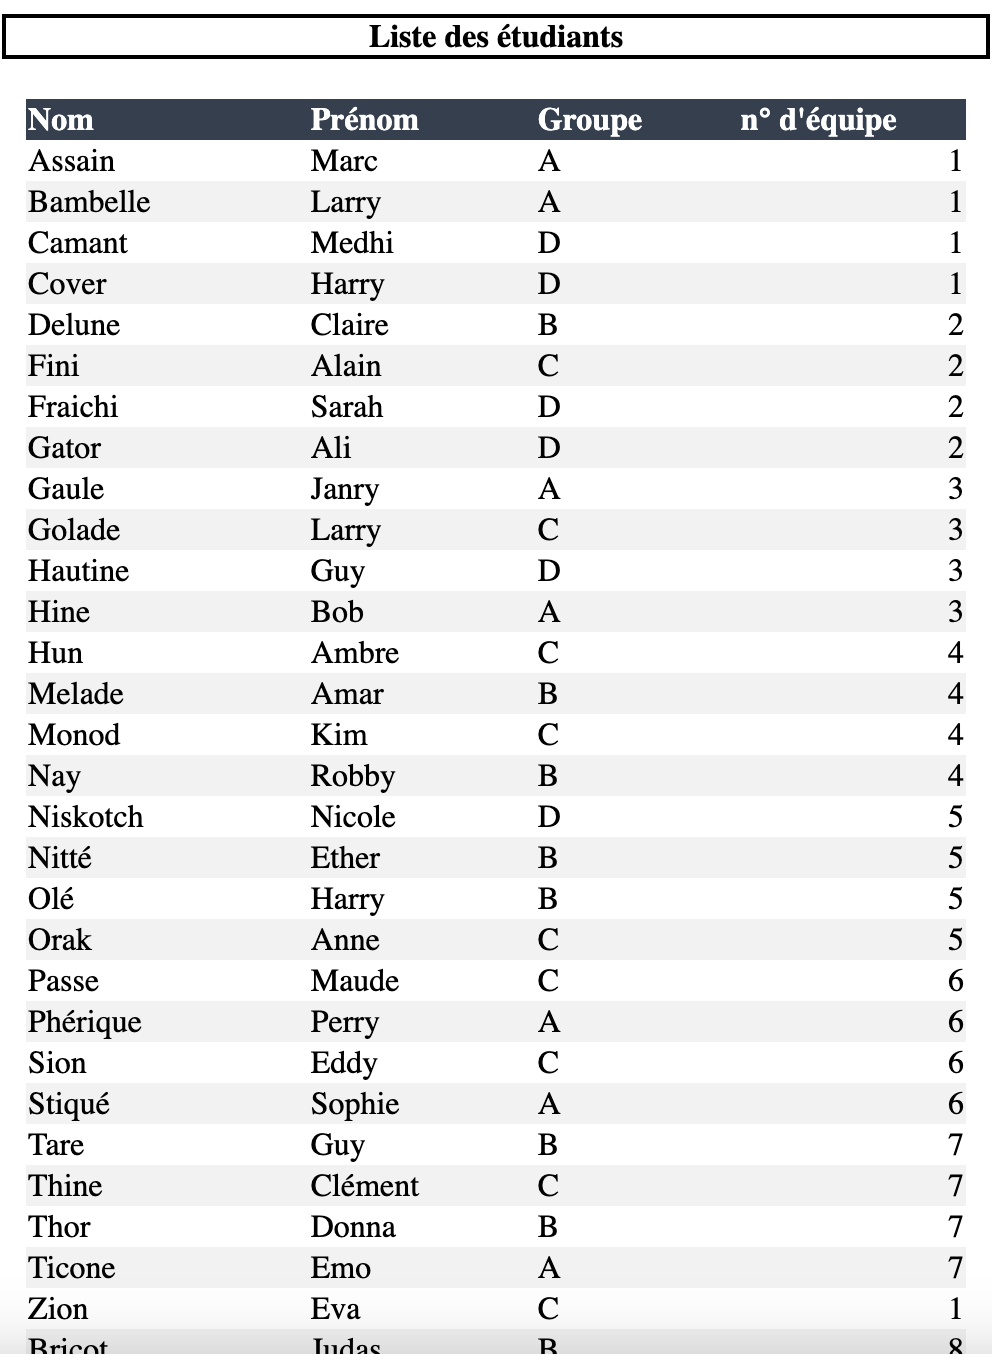 Liste des étudiants
Nom Prénom Groupe n° d'équipe
Assain Marc A 1
Bambelle Larry A 1
Camant Medhi D 1
Cover Harry D 1
Delune Claire B 2
Fini Alain C 2
Fraichi Sarah D 2
Gator Ali D 2
Gaule Janry A 3
Golade Larry C 3
Hautine Guy D 3
Hine Bob A 3
Hun Ambre C 4
Melade Amar B 4
Monod Kim C 4
Nay Robby B 4
Niskotch Nicole D 5
Nitté Ether B 5
Olé Harry B 5
Orak Anne C 5
Passe Maude C 6
Phérique Perry A 6
Sion Eddy C 6
Stiqué Sophie A 6
Tare Guy B 7
Thine Clément C 7
Thor Donna B 7
Ticone Emo A 7
Zion Eva C 1
Bricot Judas B 8